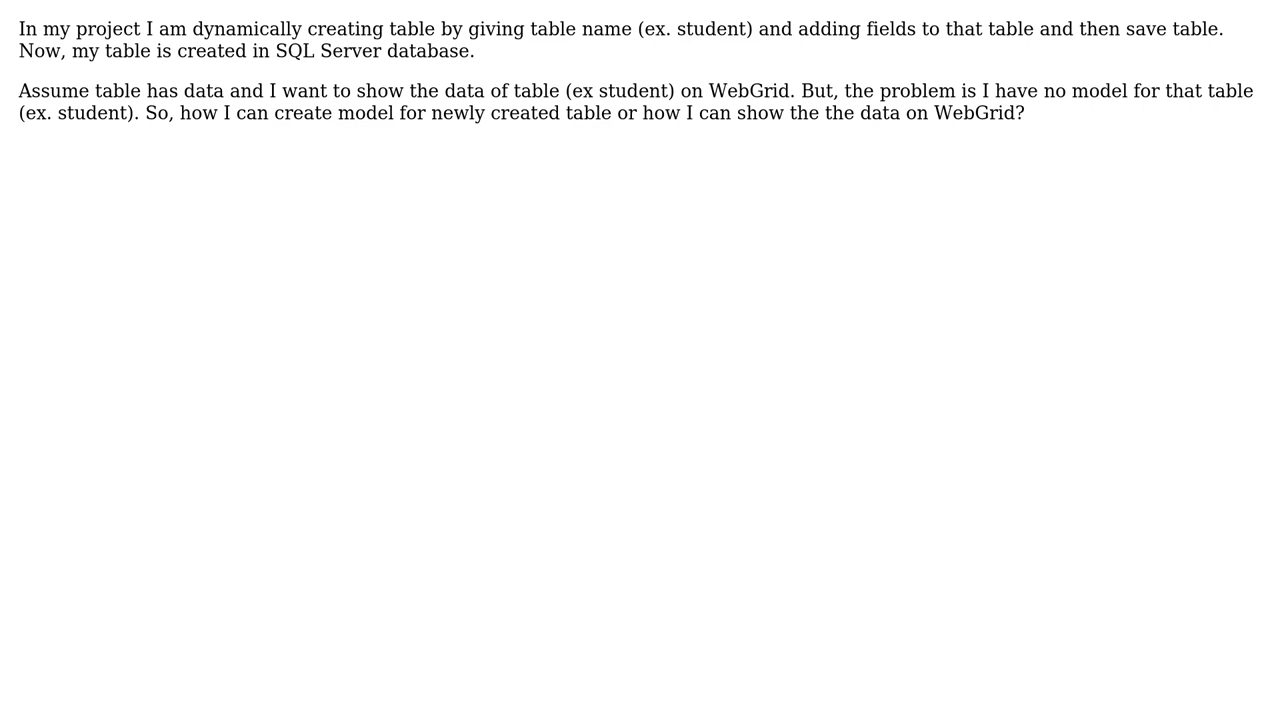 In my project I am dynamically creating table by giving table name (ex. student) and adding fields to that table and then save table.
Now, my table is created in SQL Server database.
Assume table has data and I want to show the data of table (ex student) on WebGrid. But, the problem is I have no model for that table
(ex. student). So, how I can create model for newly created table or how I can show the the data on WebGrid?